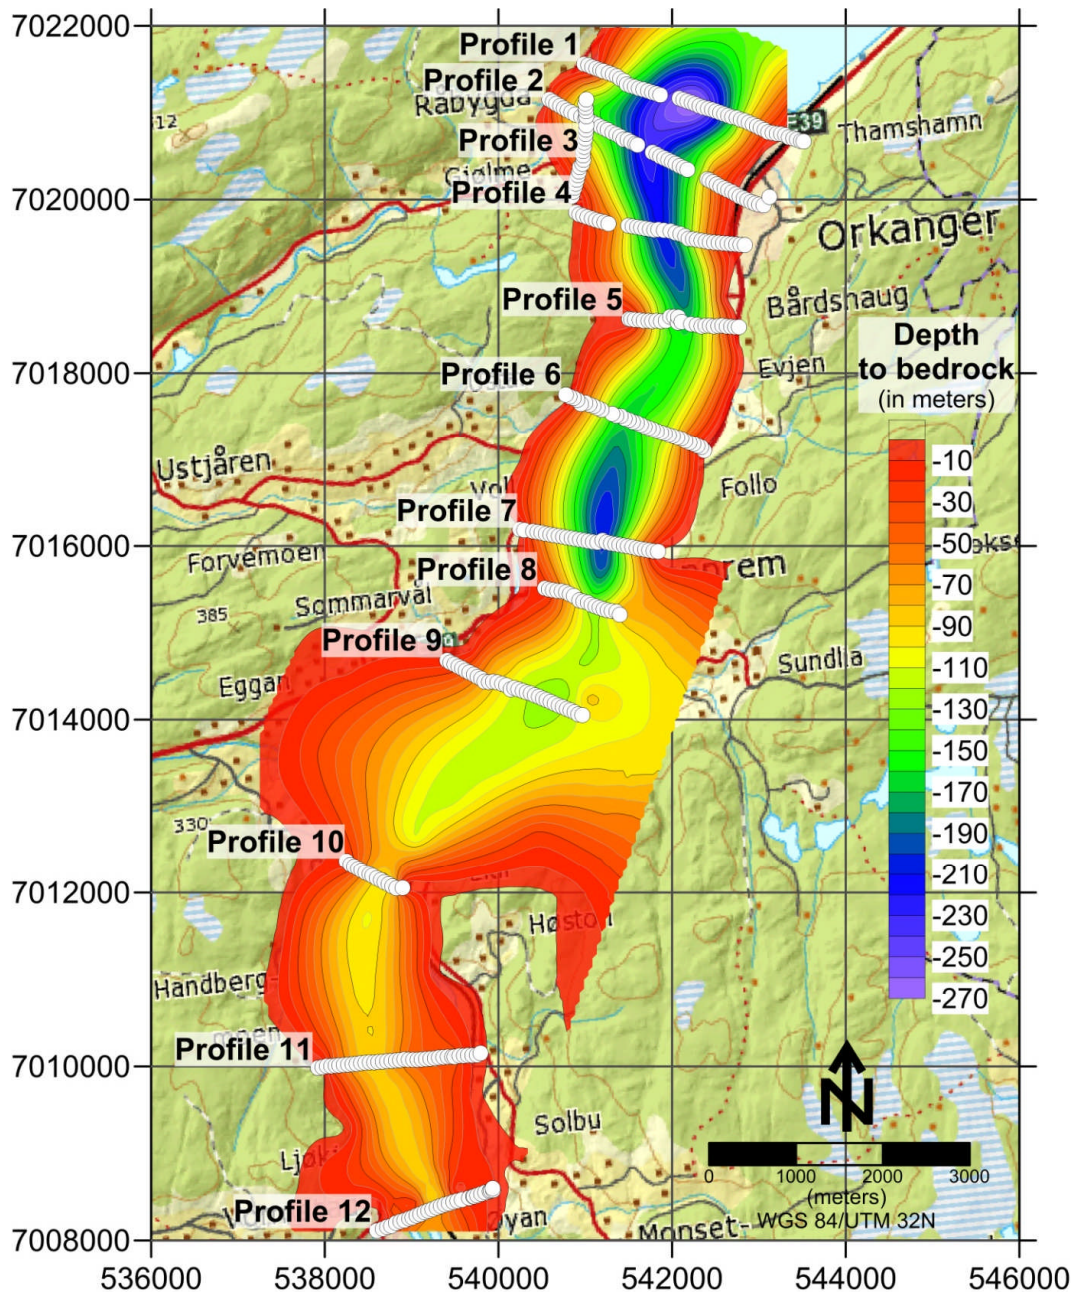 7022000
Profile 1
Profile 2
Råbygda
E39
Thamshamn
Profile 3
Gjølme
Profile 4
7020000
Orkanger
Profile 5
Bårdshaug
Depth
to bedrock
(in meters)
7018000
Profile 6
Evjen
-10
Ustjåren
Follo
-30
Profile 7
7016000
Forvemoen
-50
Profile 8
-70
385
Sommarvål
-90
Profile 9
Eggan
-110
7014000
-130
-150
-170
330
-190
Profile 10
-210
7012000
Høston
-230
-250
Handberg-
-270
Profile 11
7010000
Solbu
N
0 1000 2000 3000
(meters)
WGS 84/UTM 32N
Profile 12
Monset-
7008000
536000 538000 540000 542000 544000 546000